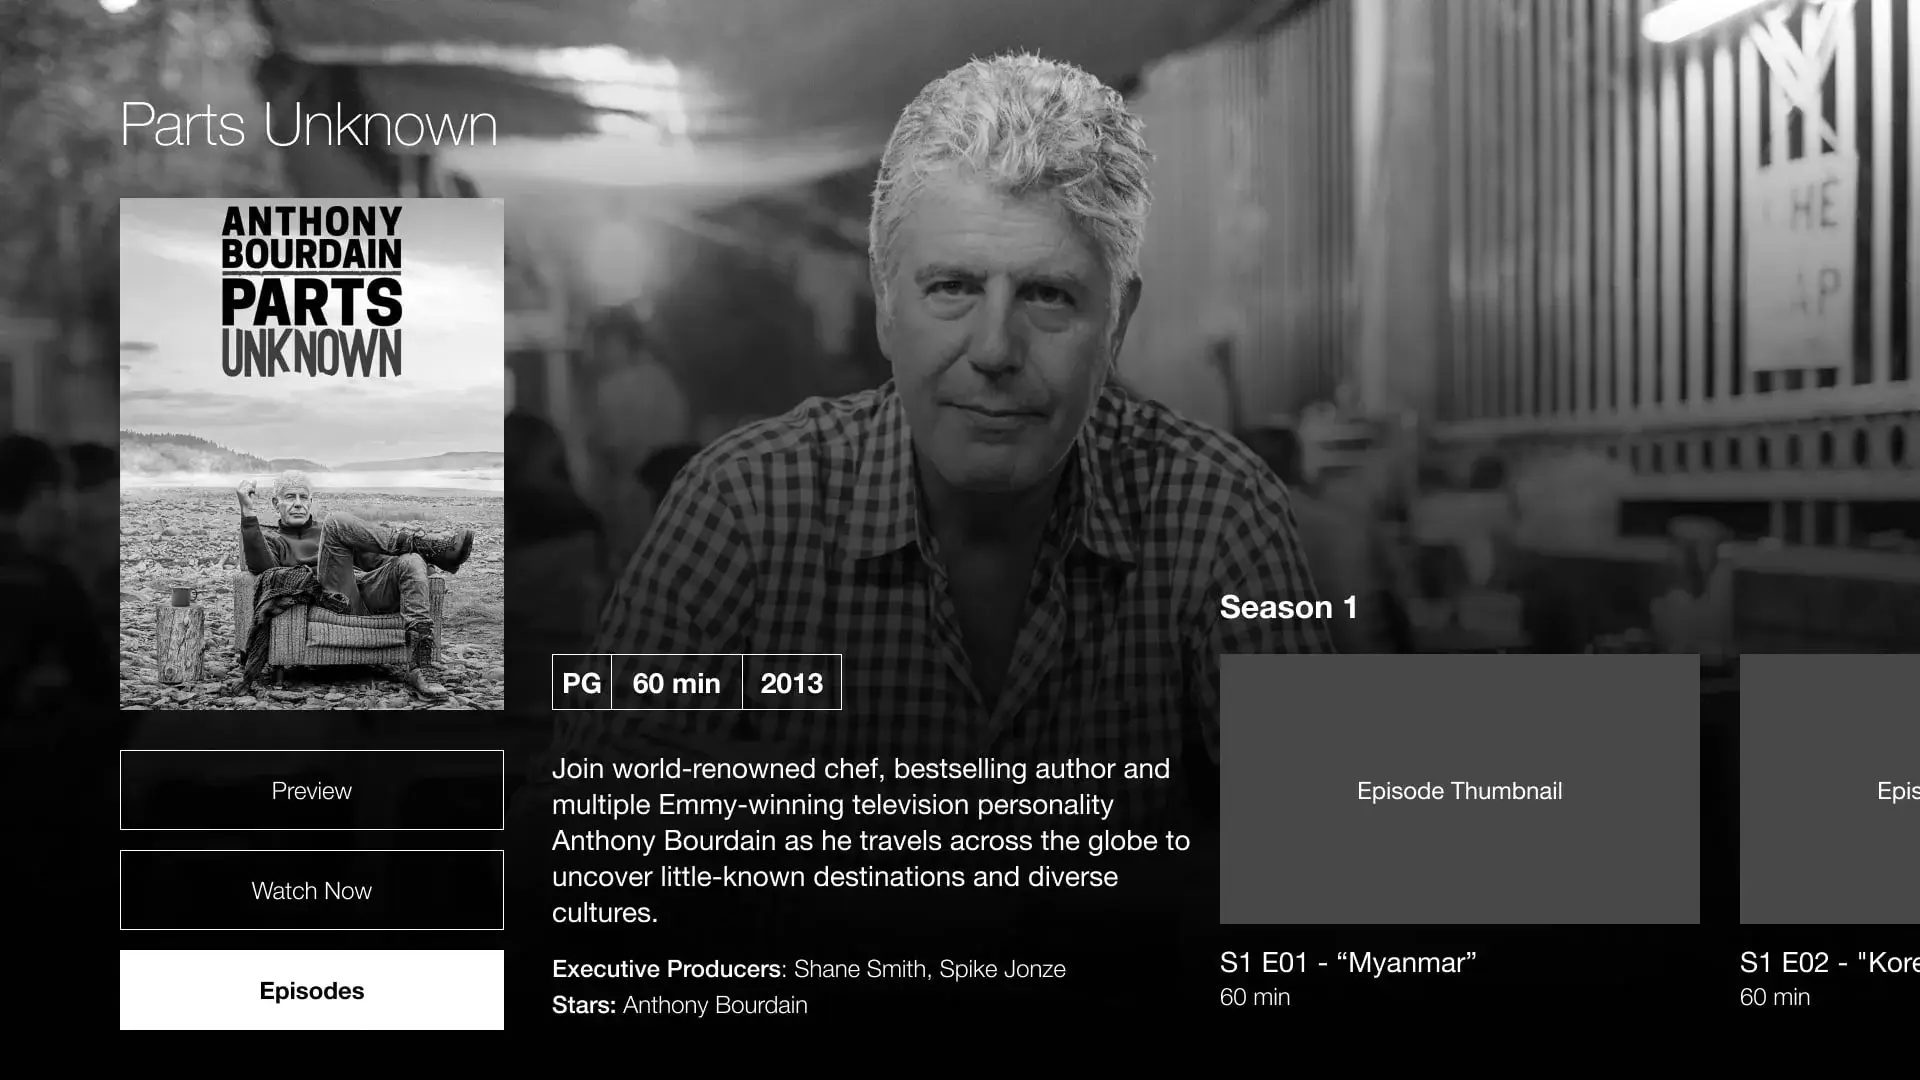 Parts Unknown
ANTHONY
BOURDAIN
PARTS
UNKNOWN
Preview
Watch Now
Episodes
PG
60 min
2013
Join world-renowned chef, bestselling author and
multiple Emmy-winning television personality
Anthony Bourdain as he travels across the globe to
uncover little-known destinations and diverse
cultures.
Executive Producers: Shane Smith, Spike Jonze
Stars: Anthony Bourdain
Season 1
Episode Thumbnail
S1 E01 - “Myanmar”
60 min
S1 E02 - "Kore
60 min